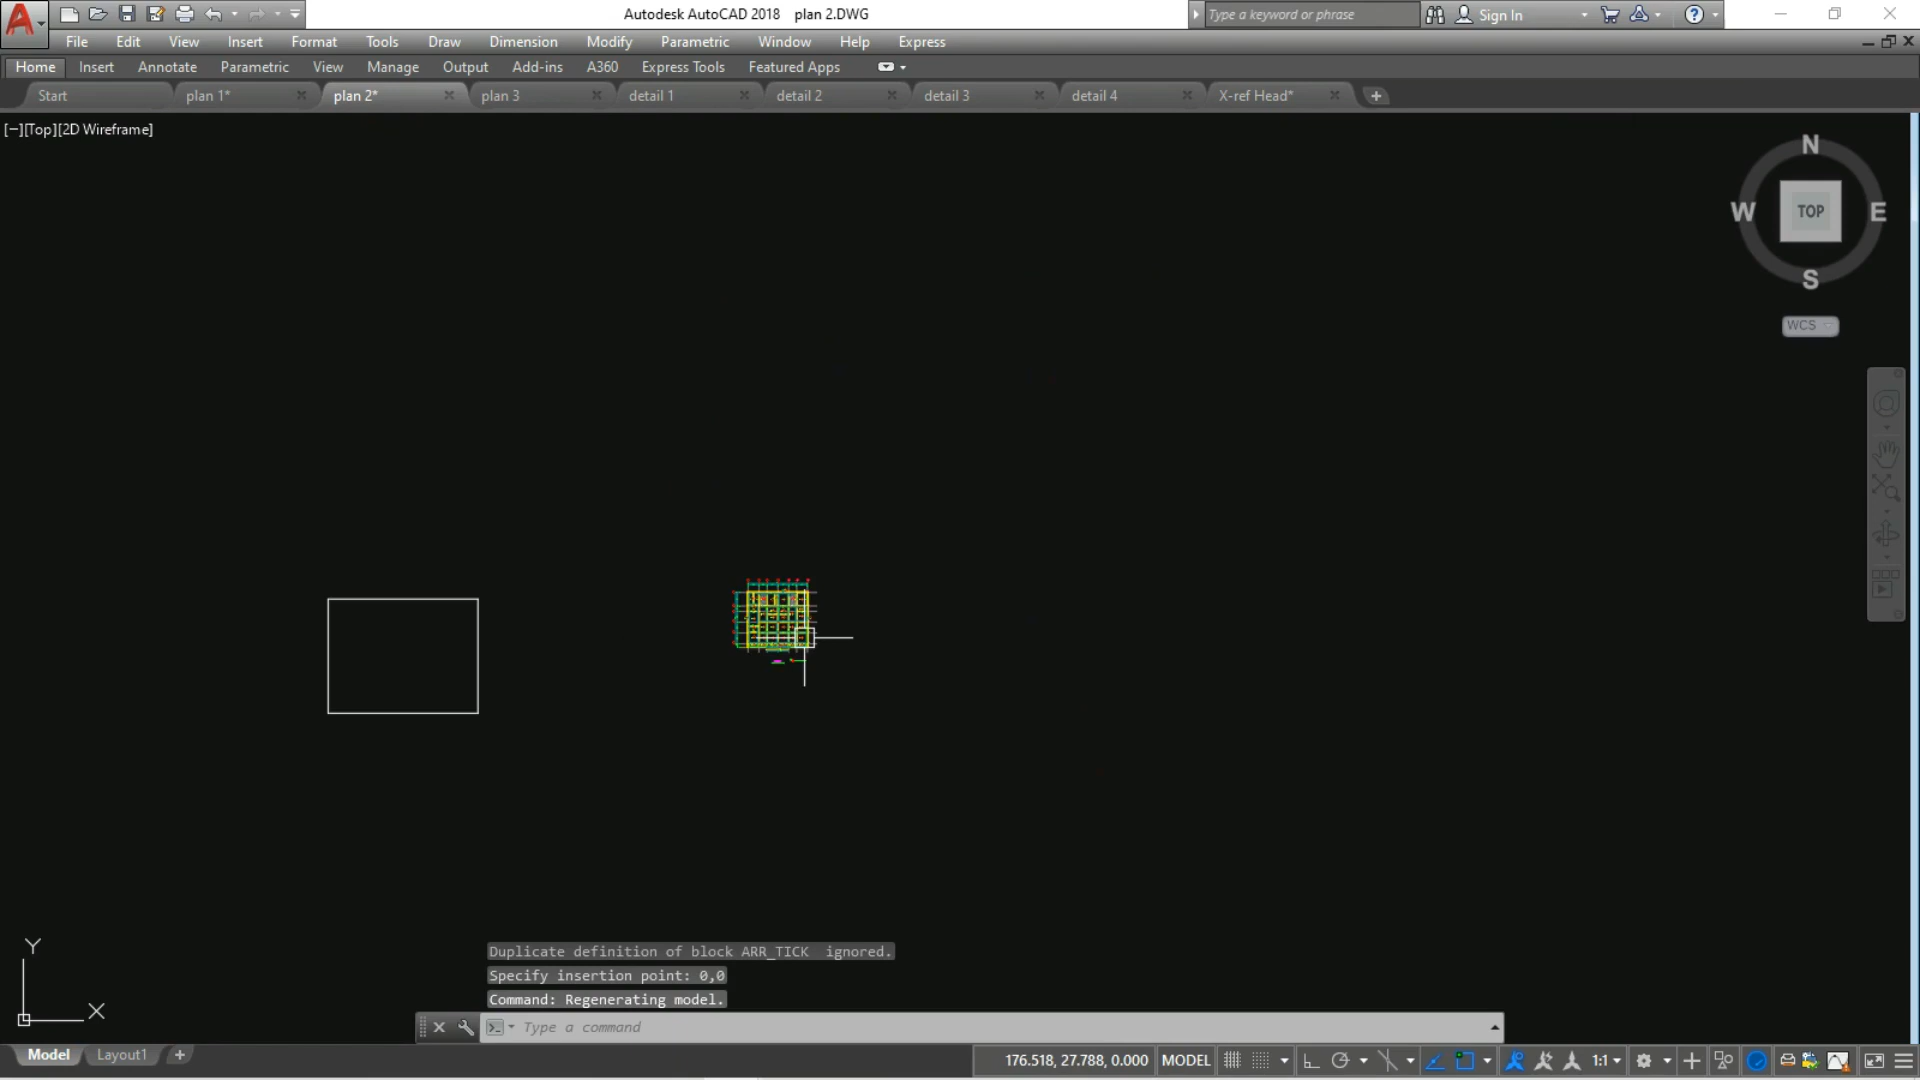 Autodesk AutoCAD 2018 plan 2.DWG
Type a keyword or phrase
Sign In
File Edit View Insert Format Tools Draw Dimension Modify Parametric Window Help Express
Home Insert Annotate Parametric View Manage Output Add-ins A360 Express Tools Featured Apps
Start plan 1* plan 2* plan 3 detail 1 detail 2 detail 3 detail 4 X-ref Head*
[−][Top][2D Wireframe]
N
W TOP E
S
WCS
Y
X
Duplicate definition of block ARR_TICK ignored.
Specify insertion point: 0,0
Command: Regenerating model.
Type a command
Model Layout1
176.518, 27.788, 0.000 MODEL 1:1